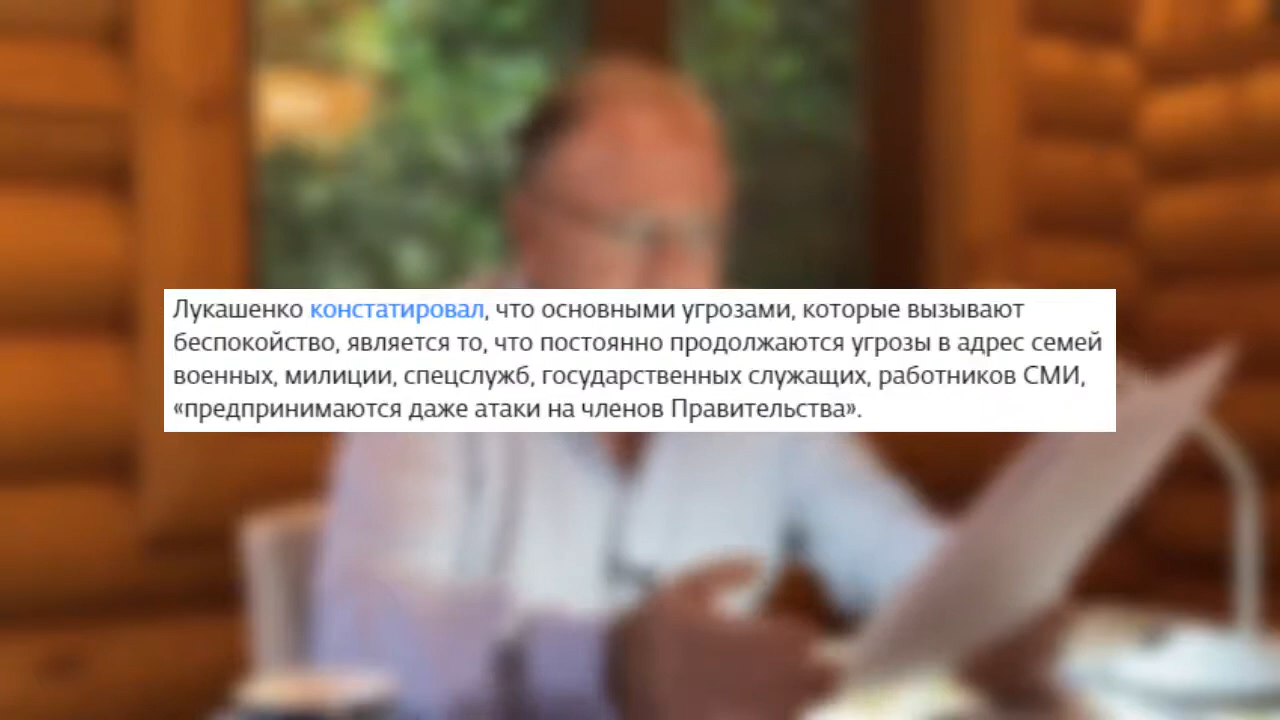 Лукашенко констатировал, что основными угрозами, которые вызывают
беспокойство, является то, что постоянно продолжаются угрозы в адрес семей
военных, милиции, спецслужб, государственных служащих, работников СМИ,
«предпринимаются даже атаки на членов Правительства».